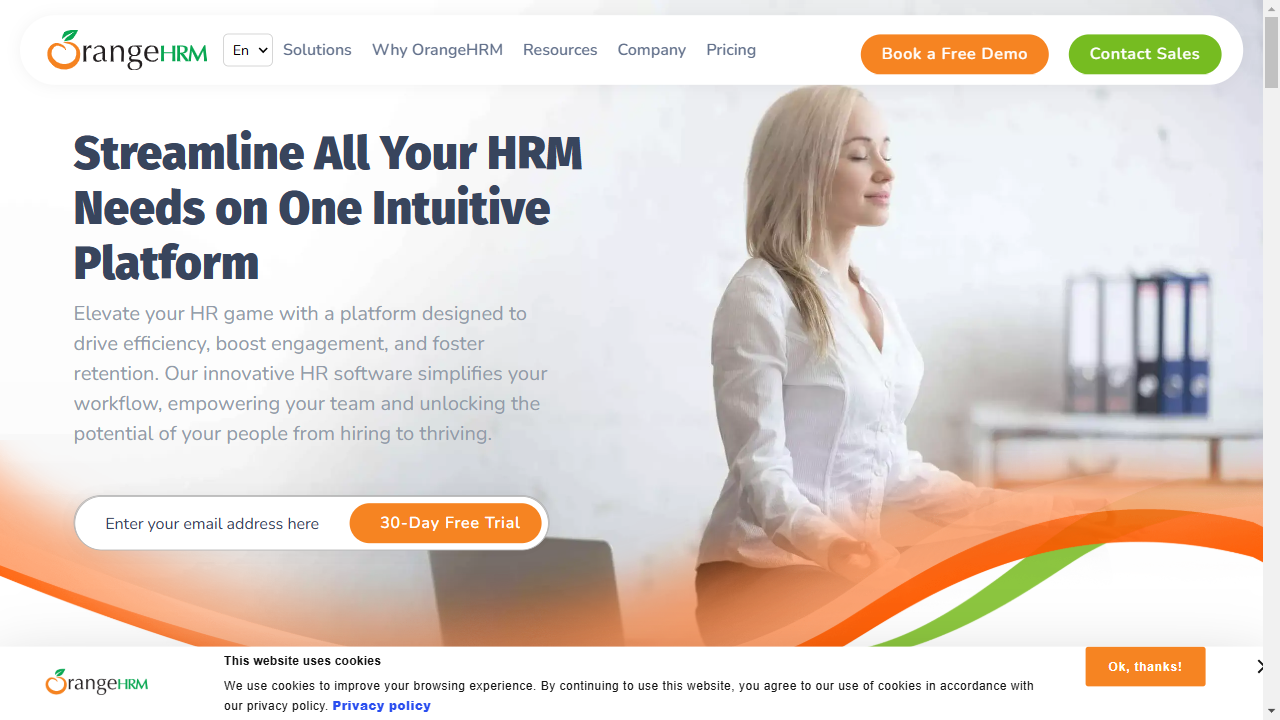 OrangeHRM
En
Solutions
Why OrangeHRM
Resources
Company
Pricing
Book a Free Demo
Contact Sales
Streamline All Your HRM
Needs on One Intuitive
Platform
Elevate your HR game with a platform designed to
drive efficiency, boost engagement, and foster
retention. Our innovative HR software simplifies your
workflow, empowering your team and unlocking the
potential of your people from hiring to thriving.
Enter your email address here
30-Day Free Trial
OrangeHRM
This website uses cookies
We use cookies to improve your browsing experience. By continuing to use this website, you agree to our use of cookies in accordance with
our privacy policy. Privacy policy
Ok, thanks!